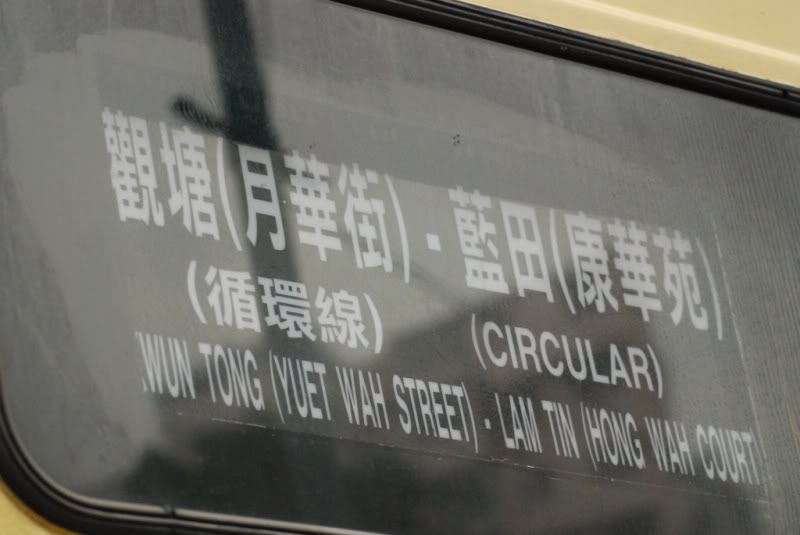 觀塘(月華街)·藍田(康華苑)
(循環線) (CIRCULAR)
KWUN TONG (YUET WAH STREET) · LAM TIN (HONG WAH COURT)